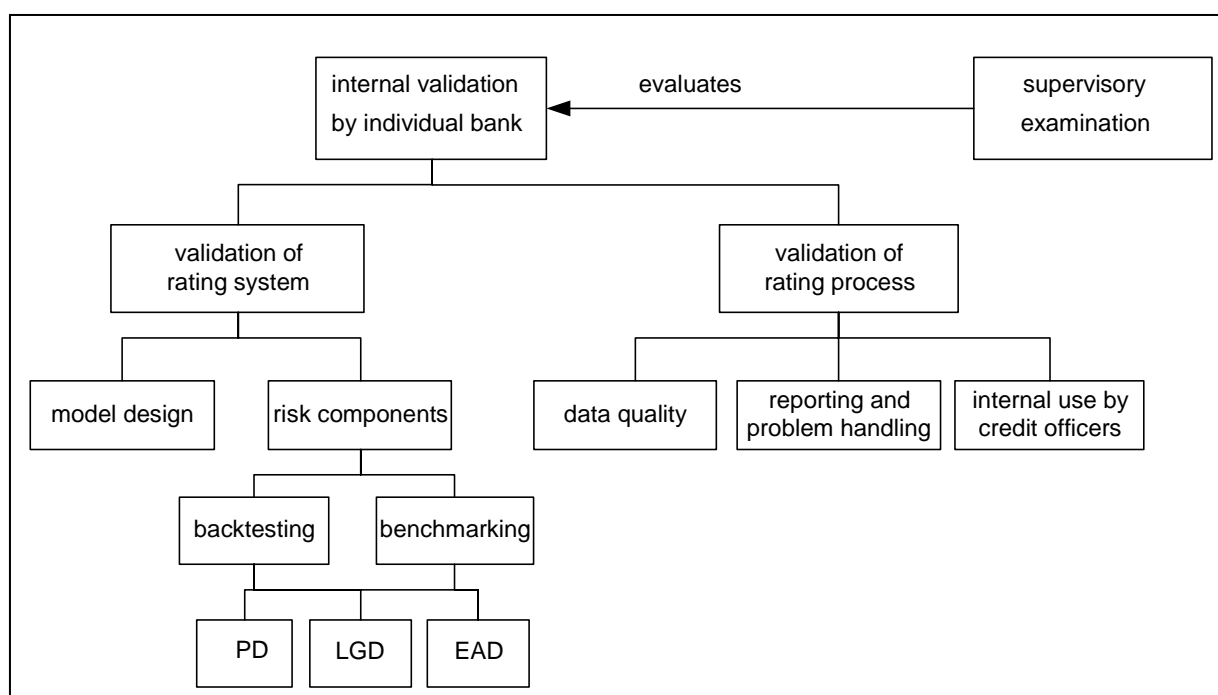 internal validation
by individual bank
evaluates
supervisory
examination
validation of
rating system
validation of
rating process
model design
risk components
data quality
reporting and
problem handling
internal use by
credit officers
backtesting
benchmarking
PD
LGD
EAD